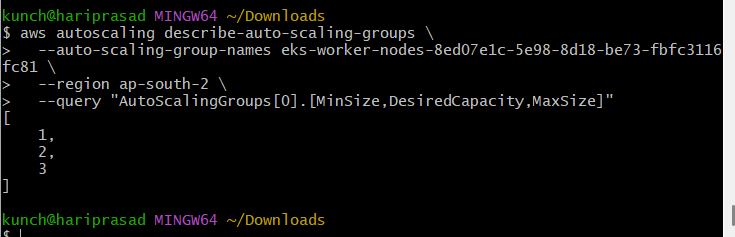 kunch@hariprasad MINGW64 ~/Downloads
$ aws autoscaling describe-auto-scaling-groups \
>   --auto-scaling-group-names eks-worker-nodes-8ed07e1c-5e98-8d18-be73-fbfc3116
fc81 \
>   --region ap-south-2 \
>   --query "AutoScalingGroups[0].[MinSize,DesiredCapacity,MaxSize]"
[
    1,
    2,
    3
]

kunch@hariprasad MINGW64 ~/Downloads
$